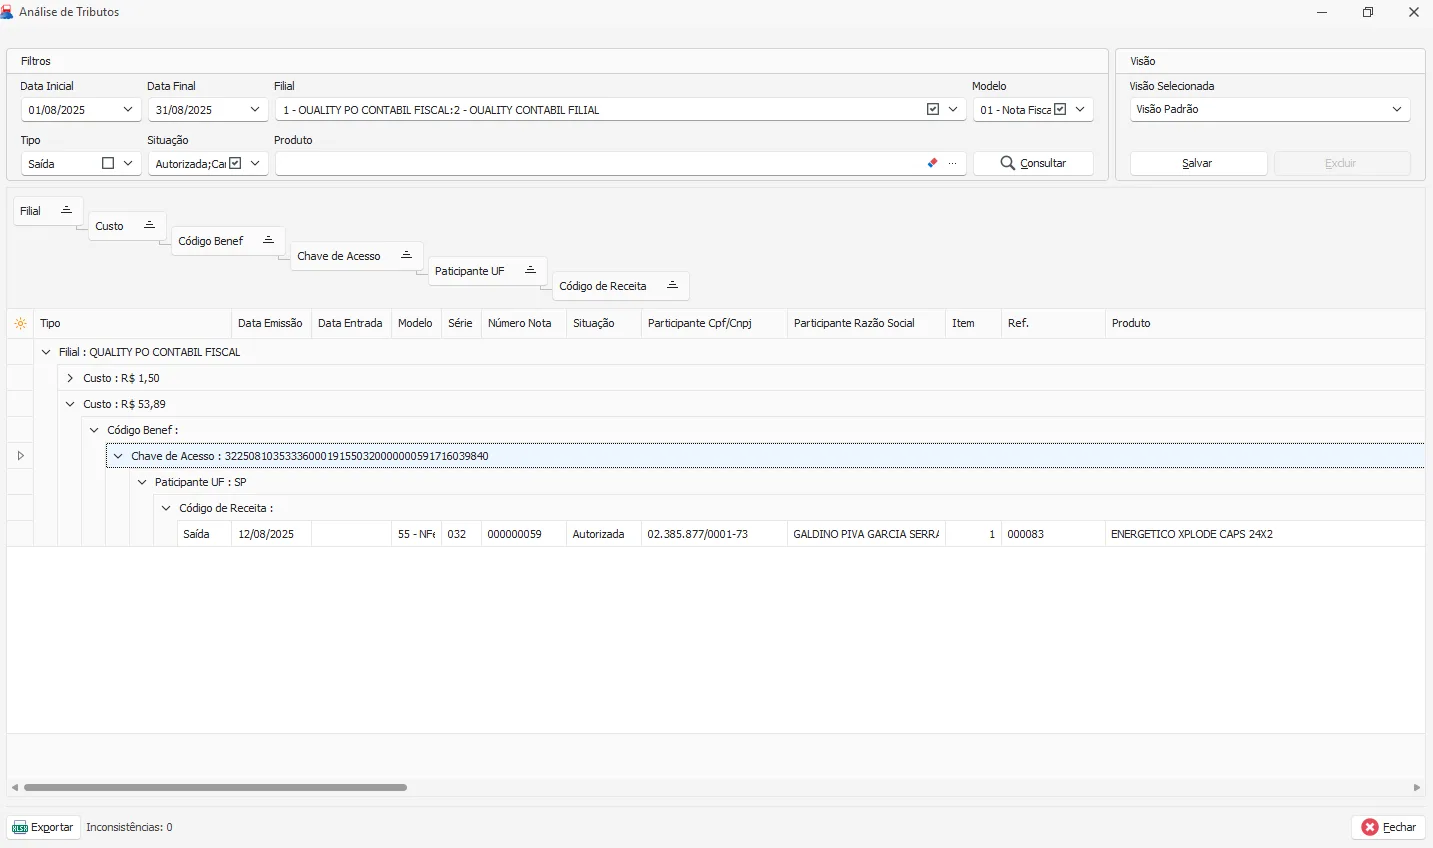 Análise de Tributos
Filtros
Visão
Data Inicial
Data Final
Filial
Modelo
Visão Selecionada
01/08/2025
31/08/2025
1 - QUALITY PO CONTABIL FISCAL;2 - QUALITY CONTABIL FILIAL
01 - Nota Fisca
Visão Padrão
Tipo
Situação
Produto
Saída
Autorizada;Ca
...
Consultar
Salvar
Excluir
Filial
Custo
Código Benef
Chave de Acesso
Paticipante UF
Código de Receita
Tipo
Data Emissão
Data Entrada
Modelo
Série
Número Nota
Situação
Participante Cpf/Cnpj
Participante Razão Social
Item
Ref.
Produto
Filial : QUALITY PO CONTABIL FISCAL
Custo : R$ 1,50
Custo : R$ 53,89
Código Benef :
Chave de Acesso : 32250810353336000191550320000000591716039840
Paticipante UF : SP
Código de Receita :
Saída
12/08/2025
55 - NFe
032
000000059
Autorizada
02.385.877/0001-73
GALDINO PIVA GARCIA SERRA
1
000083
ENERGETICO XPLODE CAPS 24X2
Exportar
Inconsistências: 0
Fechar